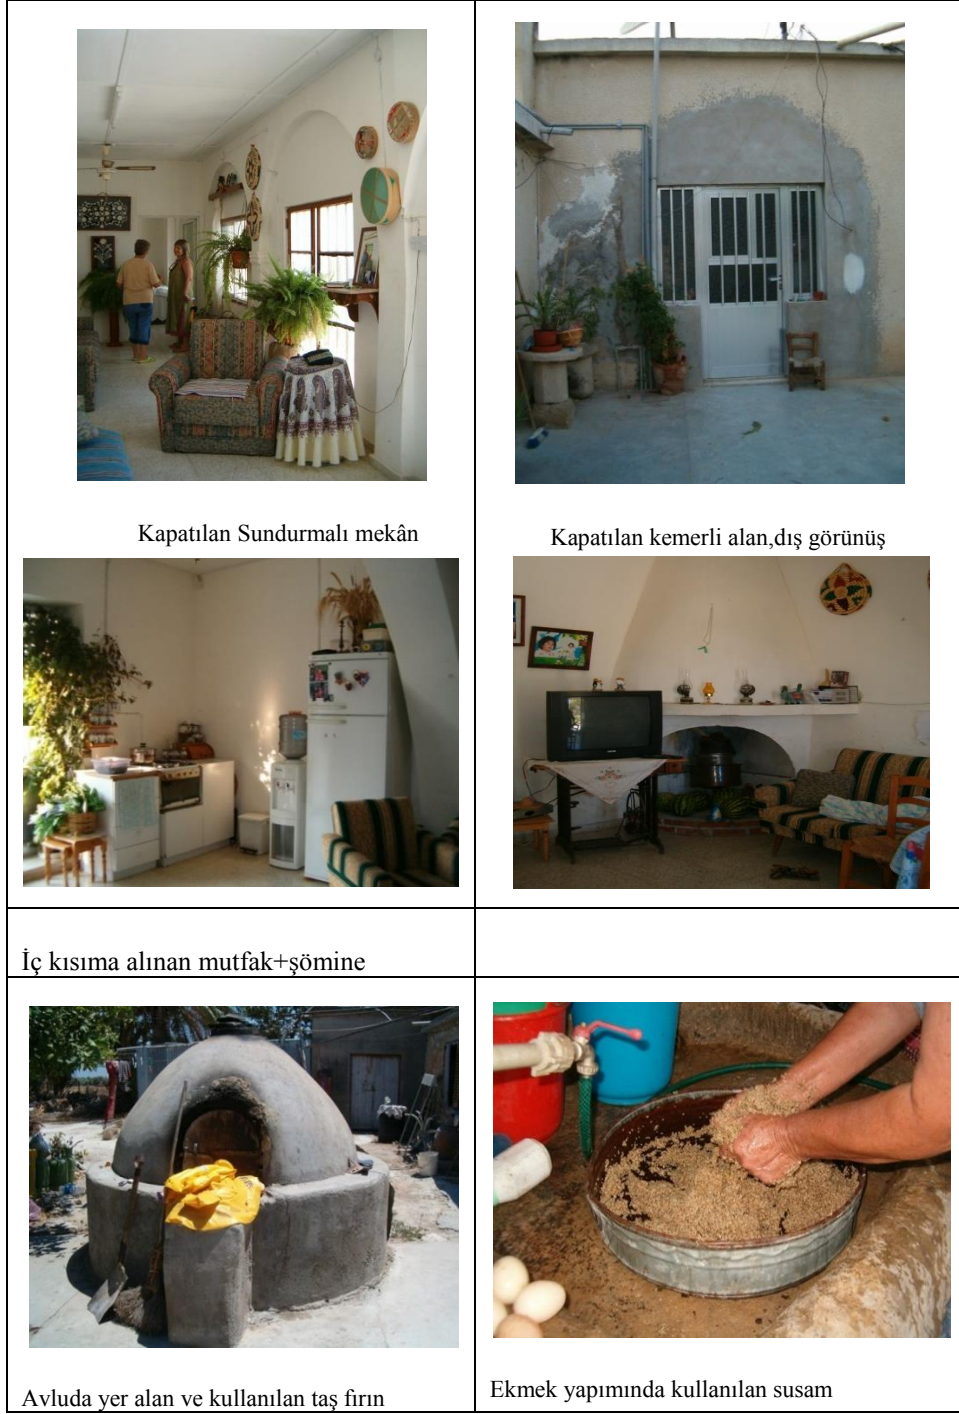 Kapatılan Sundurmalı mekân
Kapatılan kemerli alan,dış görünüş
İç kısıma alınan mutfak+şömine
Avluda yer alan ve kullanılan taş fırın
Ekmek yapımında kullanılan susam